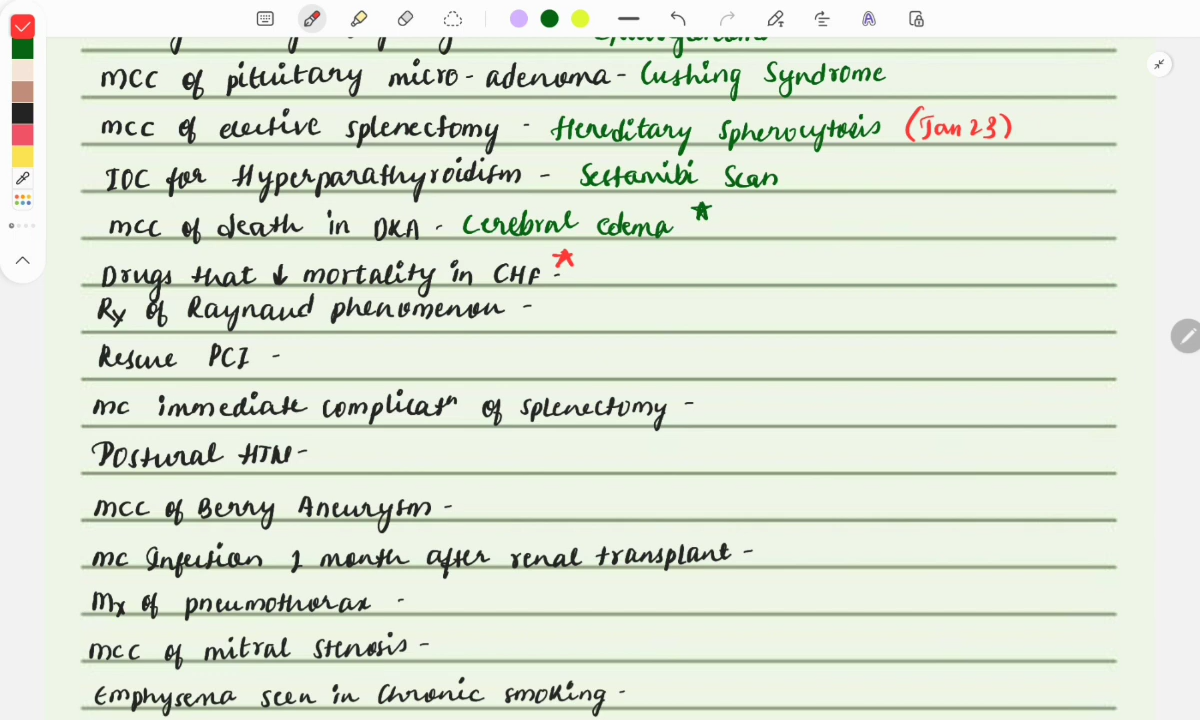 mcc of pituitary micro-adenoma - Cushing Syndrome
mcc of elective splenectomy - Hereditary Spherocytosis (Jan 23)
IOC for Hyperparathyroidism - Sestamibi Scan
mcc of death in DKA - Cerebral edema ★
Drugs that ↓ mortality in CHF -★
Rx of Raynaud phenomenon -
Rescue PCI -
mc immediate complicatn of splenectomy -
Postural HTN -
mcc of Berry Aneurysm -
mc Infection 1 month after renal transplant -
Mx of pneumothorax -
mcc of mitral stenosis -
Emphysema seen in Chronic smoking -